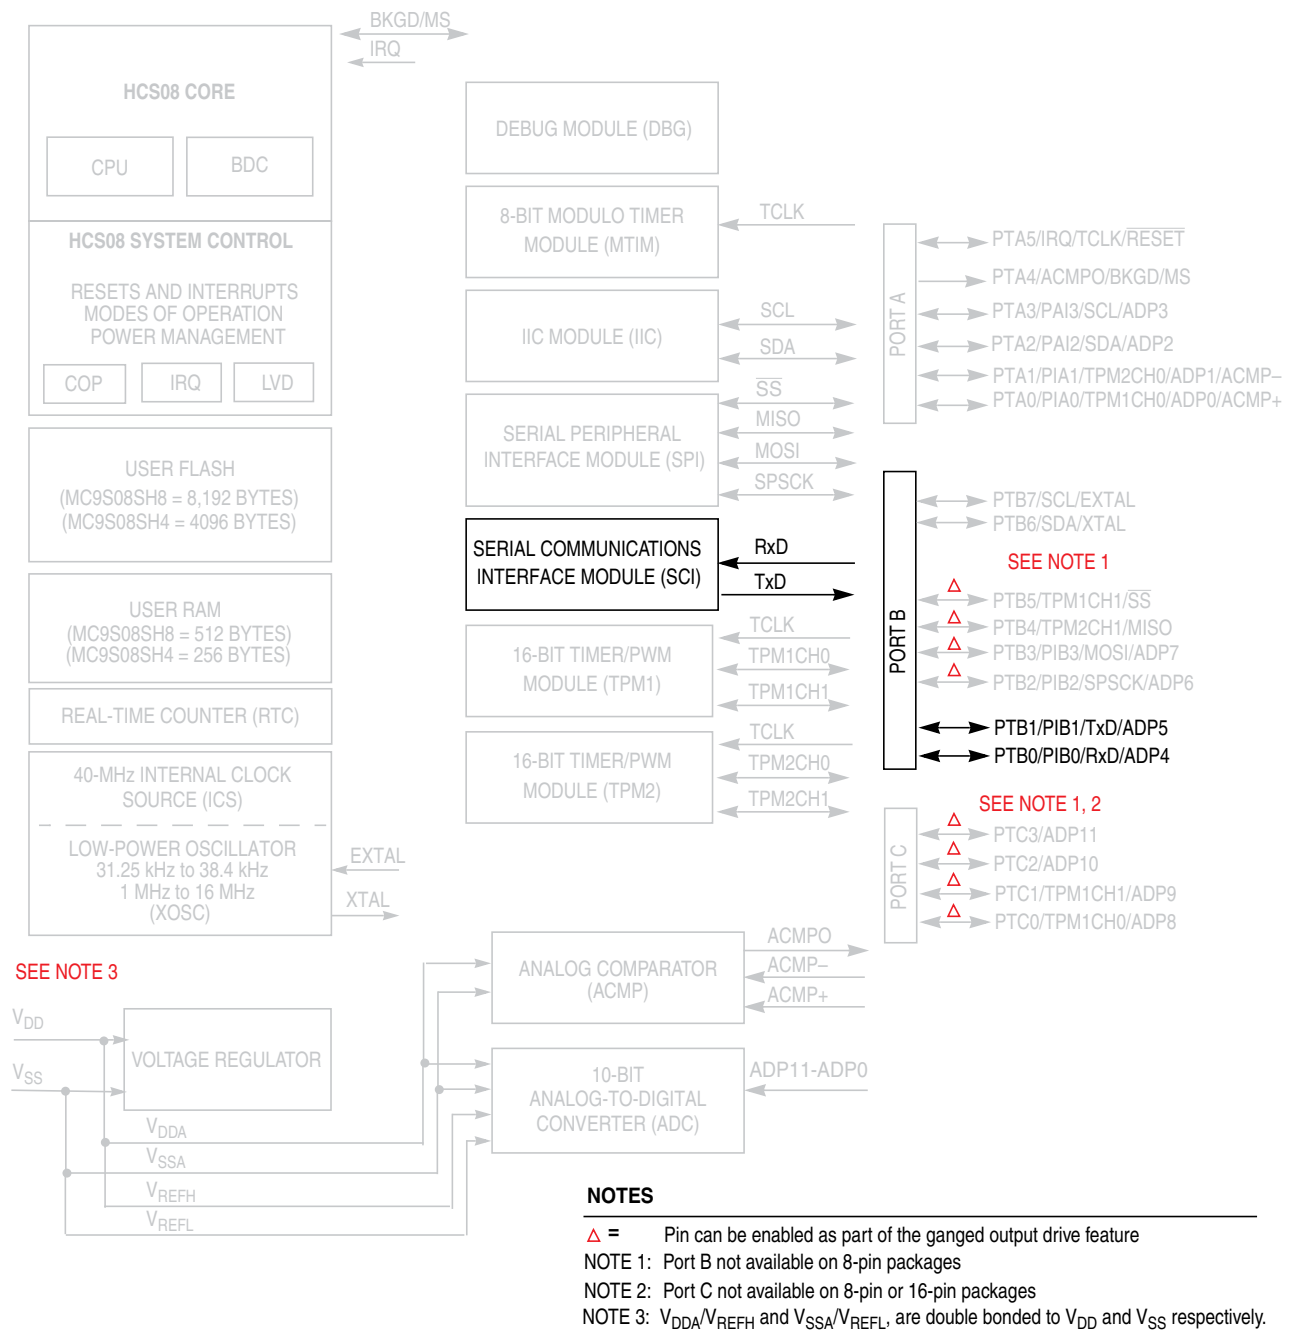 BKGD/MS
IRQ
HCS08 CORE
CPU
BDC
HCS08 SYSTEM CONTROL
RESETS AND INTERRUPTS
MODES OF OPERATION
POWER MANAGEMENT
COP
IRQ
LVD
USER FLASH
(MC9S08SH8 = 8,192 BYTES)
(MC9S08SH4 = 4096 BYTES)
USER RAM
(MC9S08SH8 = 512 BYTES)
(MC9S08SH4 = 256 BYTES)
REAL-TIME COUNTER (RTC)
40-MHz INTERNAL CLOCK
SOURCE (ICS)
LOW-POWER OSCILLATOR
31.25 kHz to 38.4 kHz
1 MHz to 16 MHz
(XOSC)
EXTAL
XTAL
SEE NOTE 3
VDD
VSS
VOLTAGE REGULATOR
VDDA
VSSA
VREFH
VREFL
DEBUG MODULE (DBG)
8-BIT MODULO TIMER
MODULE (MTIM)
TCLK
IIC MODULE (IIC)
SCL
SDA
SERIAL PERIPHERAL
INTERFACE MODULE (SPI)
SS
MISO
MOSI
SPSCK
SERIAL COMMUNICATIONS
INTERFACE MODULE (SCI)
RxD
TxD
16-BIT TIMER/PWM
MODULE (TPM1)
TCLK
TPM1CH0
TPM1CH1
16-BIT TIMER/PWM
MODULE (TPM2)
TCLK
TPM2CH0
TPM2CH1
ANALOG COMPARATOR
(ACMP)
ACMPO
ACMP–
ACMP+
10-BIT
ANALOG-TO-DIGITAL
CONVERTER (ADC)
ADP11-ADP0
PORT A
PTA5/IRQ/TCLK/RESET
PTA4/ACMPO/BKGD/MS
PTA3/PAI3/SCL/ADP3
PTA2/PAI2/SDA/ADP2
PTA1/PIA1/TPM2CH0/ADP1/ACMP–
PTA0/PIA0/TPM1CH0/ADP0/ACMP+
PORT B
PTB7/SCL/EXTAL
PTB6/SDA/XTAL
SEE NOTE 1
PTB5/TPM1CH1/SS
PTB4/TPM2CH1/MISO
PTB3/PIB3/MOSI/ADP7
PTB2/PIB2/SPSCK/ADP6
PTB1/PIB1/TxD/ADP5
PTB0/PIB0/RxD/ADP4
SEE NOTE 1, 2
PORT C
PTC3/ADP11
PTC2/ADP10
PTC1/TPM1CH1/ADP9
PTC0/TPM1CH0/ADP8
NOTES
Δ = Pin can be enabled as part of the ganged output drive feature
NOTE 1: Port B not available on 8-pin packages
NOTE 2: Port C not available on 8-pin or 16-pin packages
NOTE 3: VDDA/VREFH and VSSA/VREFL, are double bonded to VDD and VSS respectively.